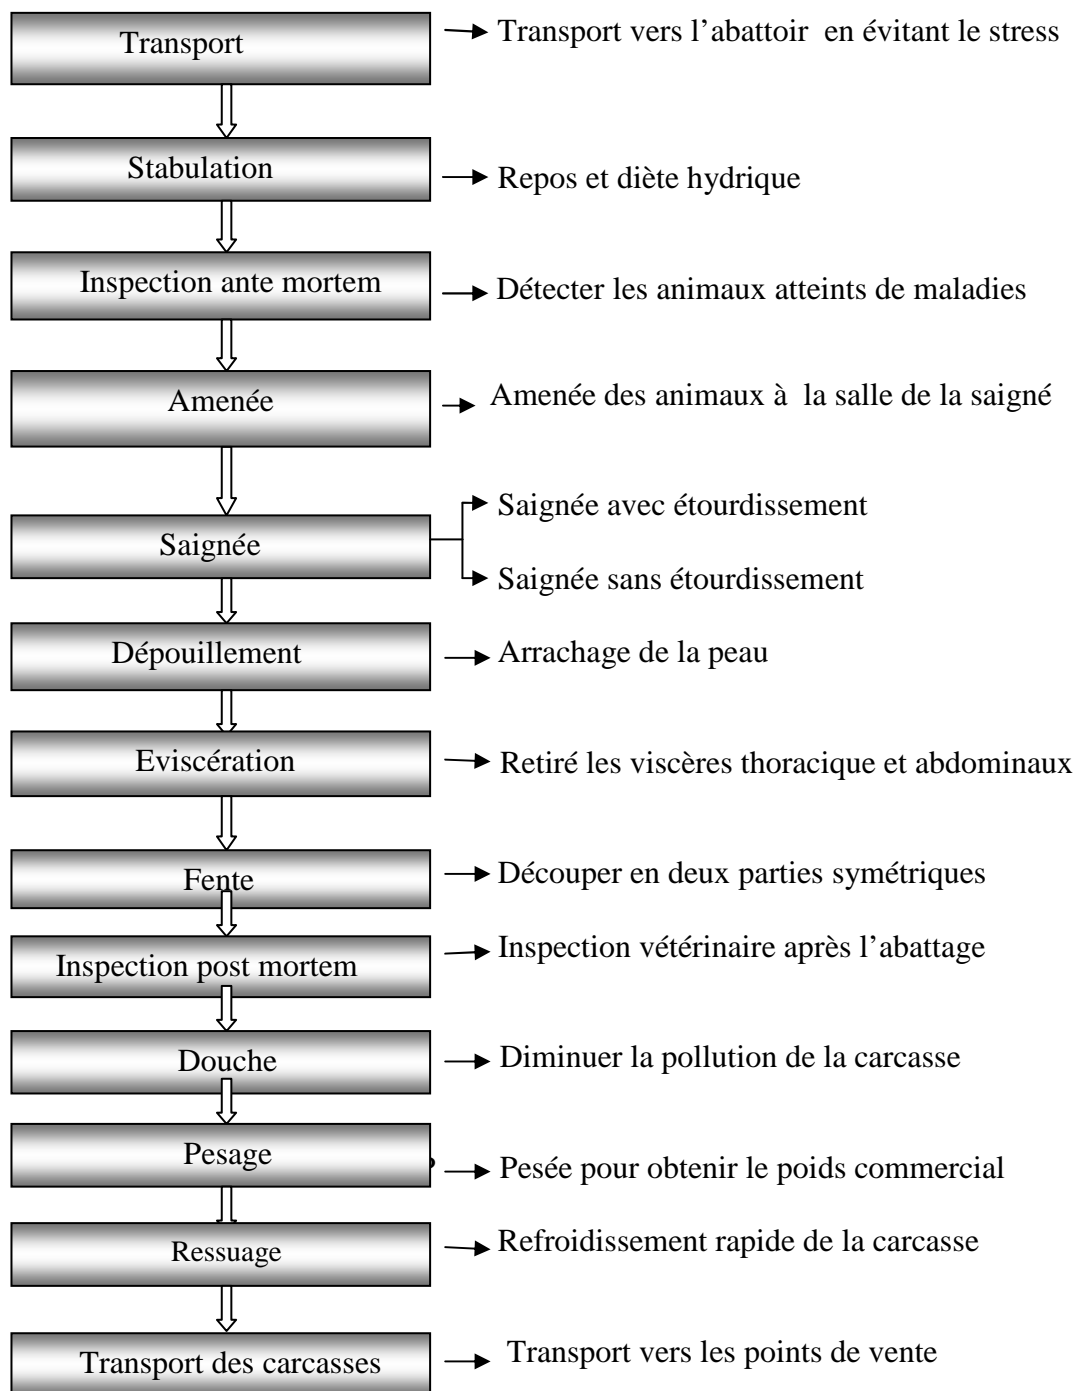 Transport
Transport vers l’abattoir en évitant le stress
Stabulation
Repos et diète hydrique
Inspection ante mortem
Détecter les animaux atteints de maladies
Amenée
Amenée des animaux à la salle de la saigné
Saignée
Saignée avec étourdissement
Saignée sans étourdissement
Dépouillement
Arrachage de la peau
Eviscération
Retiré les viscères thoracique et abdominaux
Fente
Découper en deux parties symétriques
Inspection post mortem
Inspection vétérinaire après l’abattage
Douche
Diminuer la pollution de la carcasse
Pesage
Pesée pour obtenir le poids commercial
Ressuage
Refroidissement rapide de la carcasse
Transport des carcasses
Transport vers les points de vente